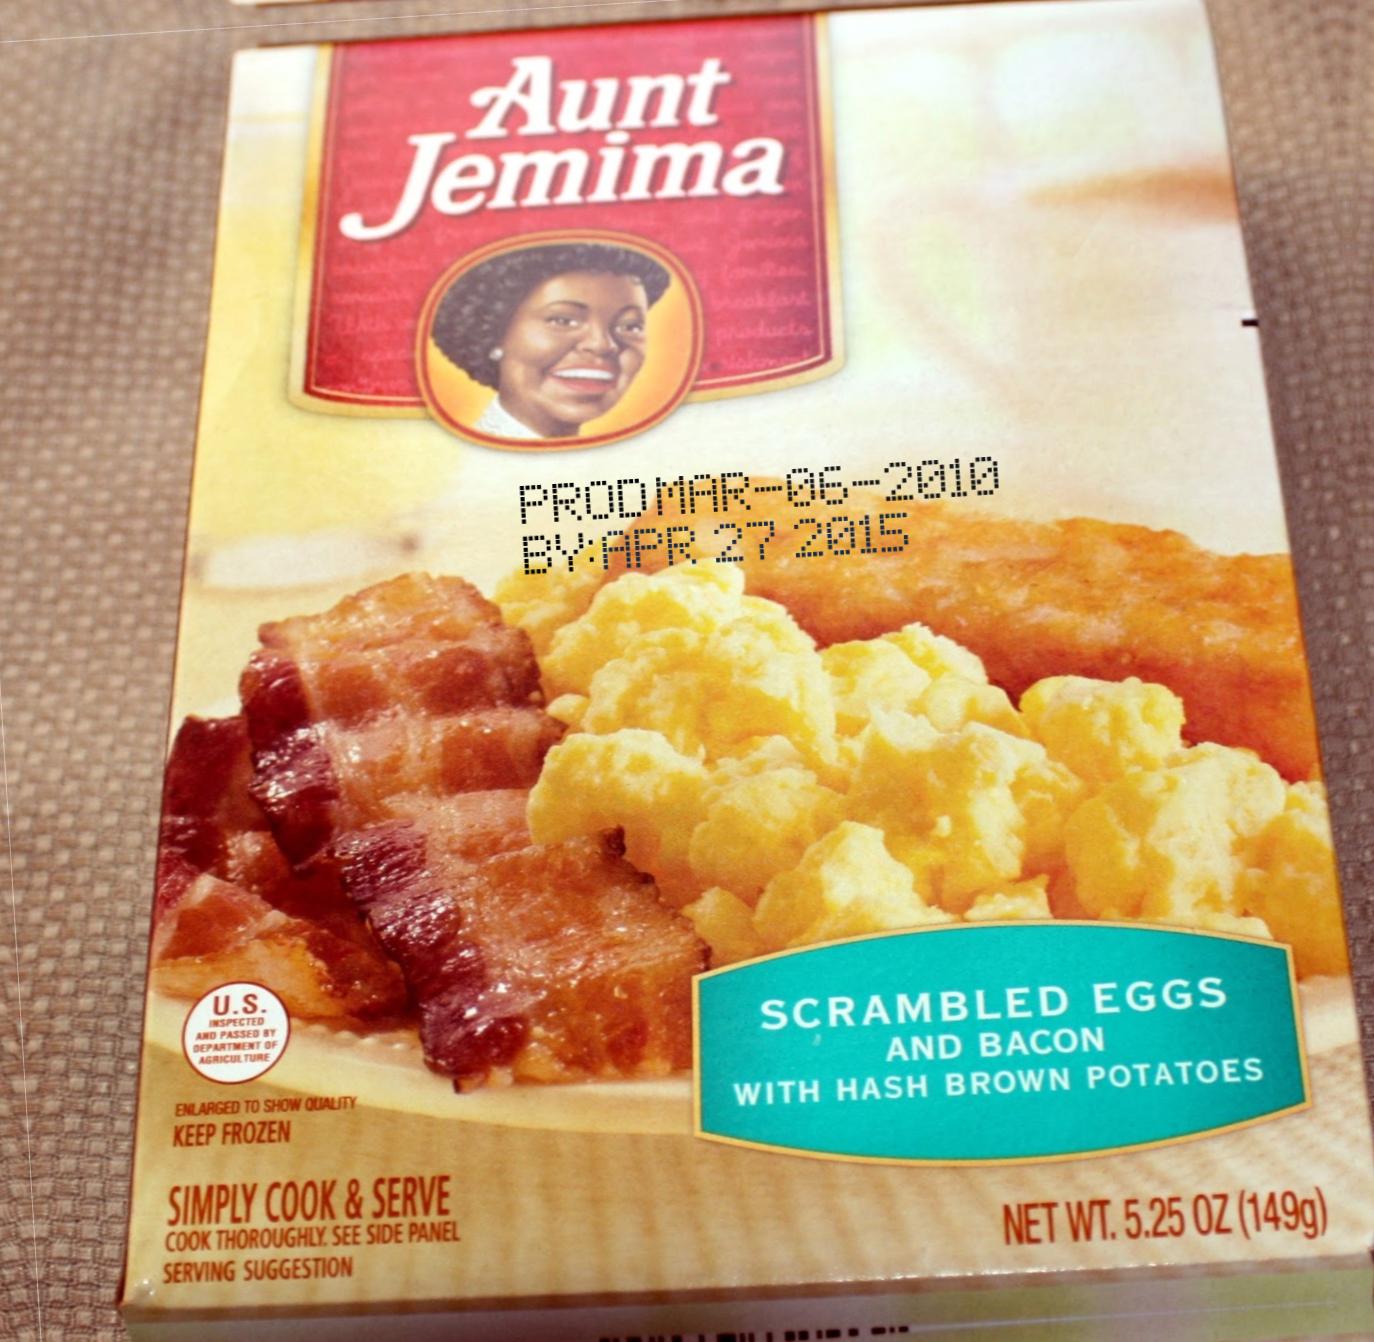 Aunt
Jemima
breakfast
products
PROD MAR-06-2010
BY:APR 27 2015
SCRAMBLED EGGS
AND BACON
WITH HASH BROWN POTATOES
U.S.
INSPECTED
AND PASSED BY
DEPARTMENT OF
AGRICULTURE
ENLARGED TO SHOW QUALITY
KEEP FROZEN
SIMPLY COOK & SERVE
COOK THOROUGHLY. SEE SIDE PANEL
SERVING SUGGESTION
NET WT. 5.25 OZ (149g)